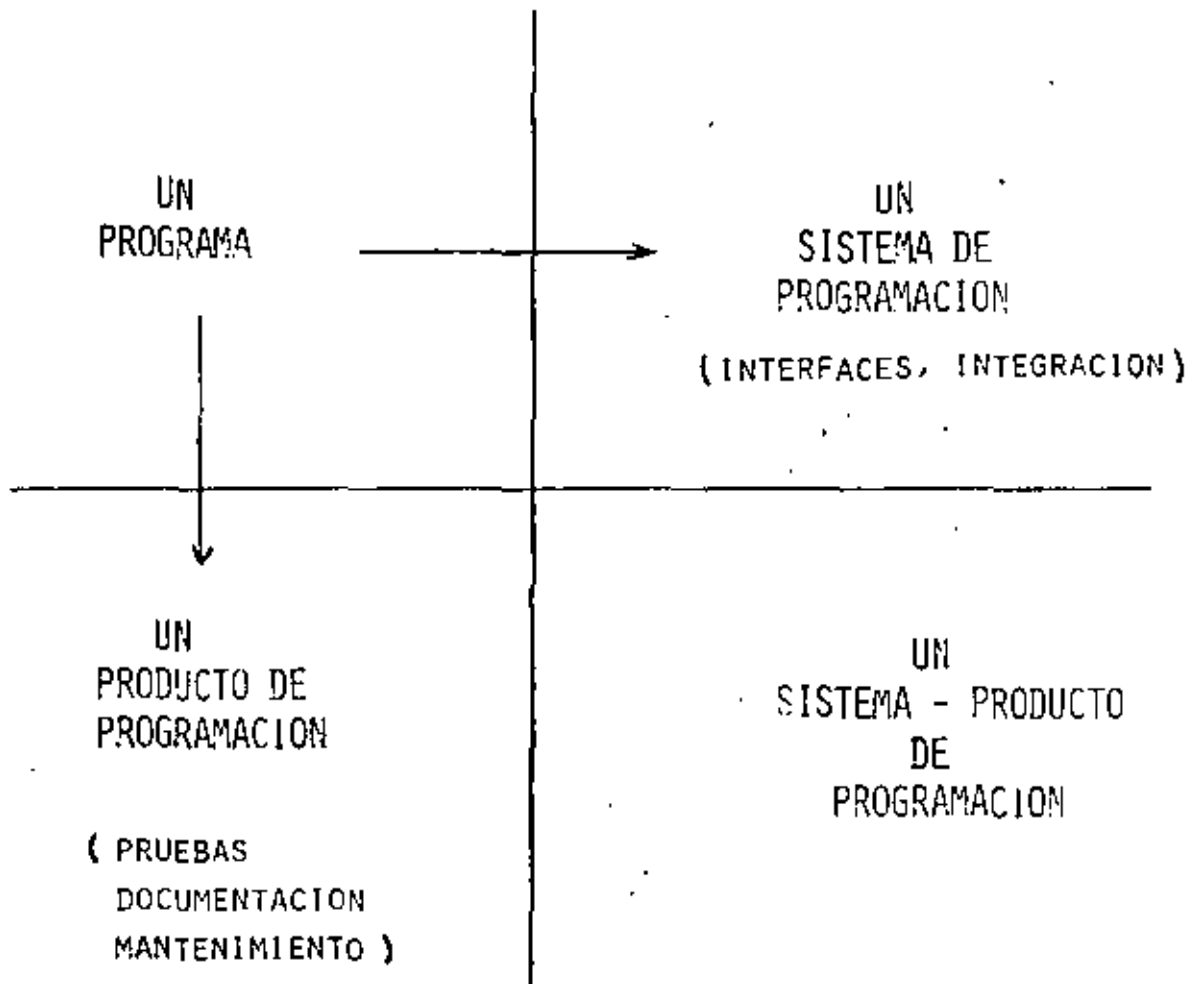 UN
PROGRAMA
UN
SISTEMA DE
PROGRAMACION
(INTERFACES, INTEGRACION)
UN
PRODUCTO DE
PROGRAMACION
( PRUEBAS
DOCUMENTACION
MANTENIMIENTO )
UN
SISTEMA - PRODUCTO
DE
PROGRAMACION